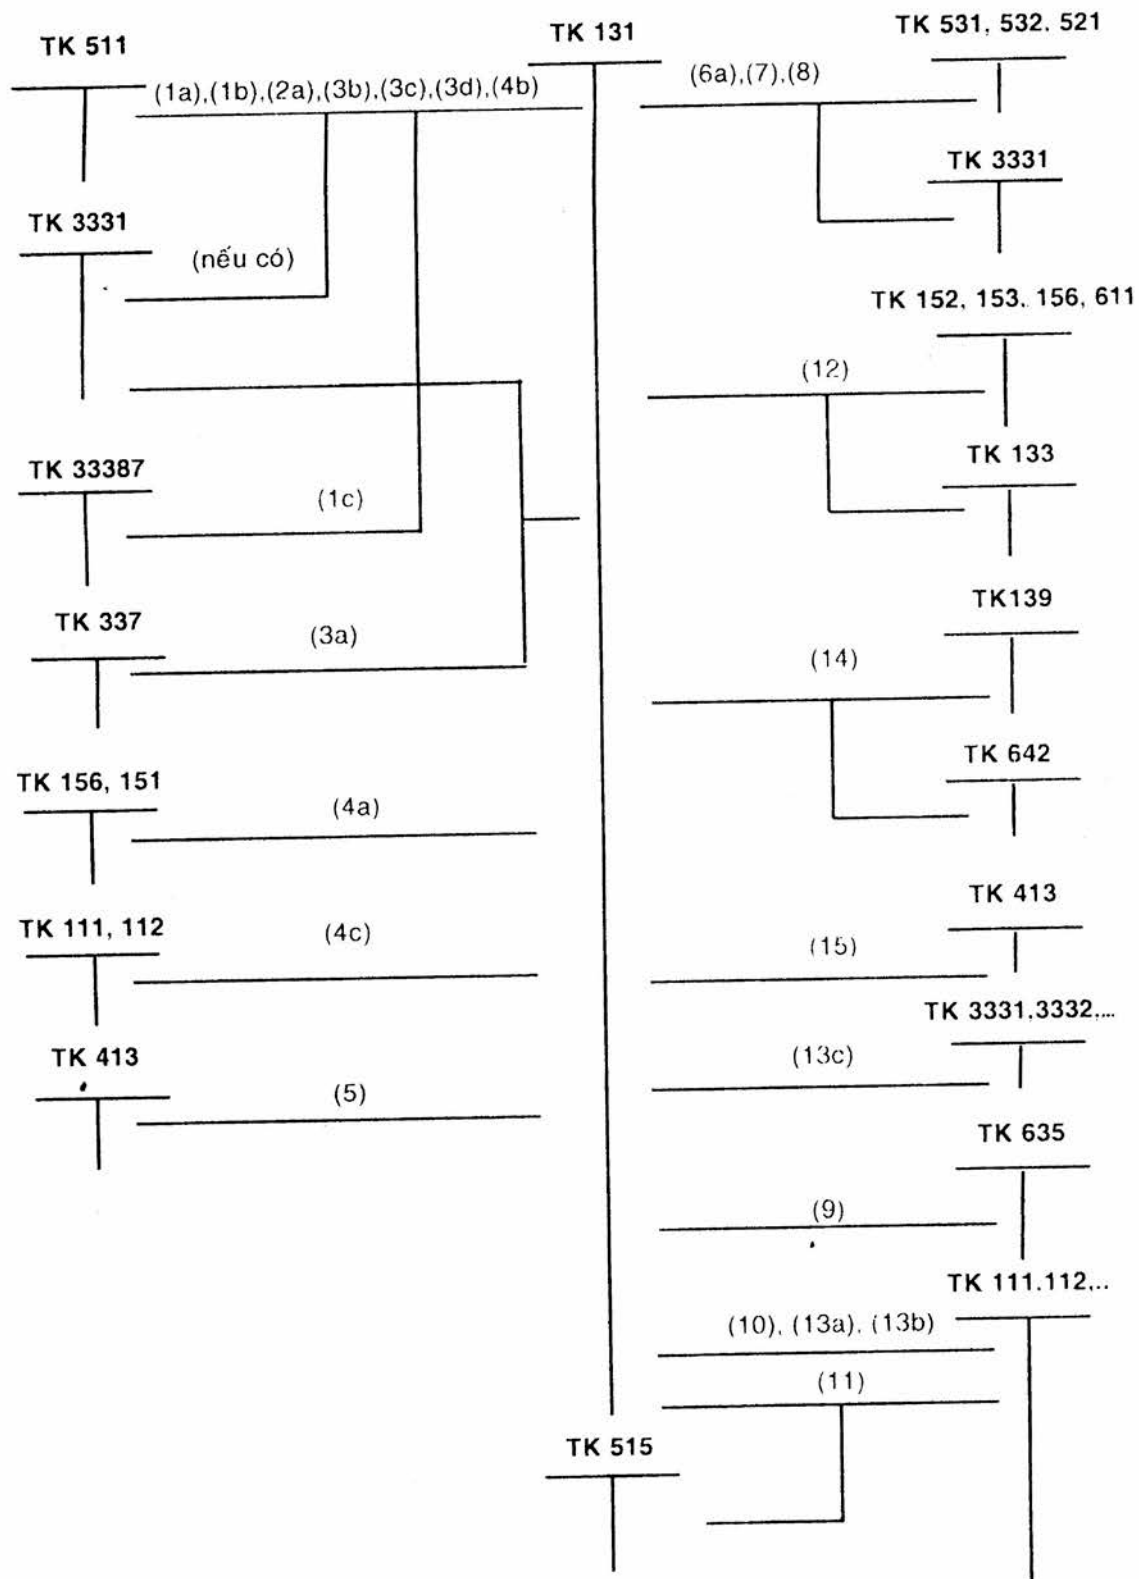 TK 511
TK 131
TK 531, 532. 521
(1a),(1b),(2a),(3b),(3c),(3d),(4b)
(6a),(7),(8)
TK 3331
TK 3331
(nếu có)
TK 152, 153. 156, 611
(12)
TK 133
TK 33387
(1c)
TK139
TK 337
(3a)
(14)
TK 642
TK 156, 151
(4a)
TK 413
TK 111, 112
(4c)
(15)
TK 3331.3332,...
TK 413
(13c)
(5)
TK 635
(9)
TK 111.112,..
(10), (13a), (13b)
(11)
TK 515